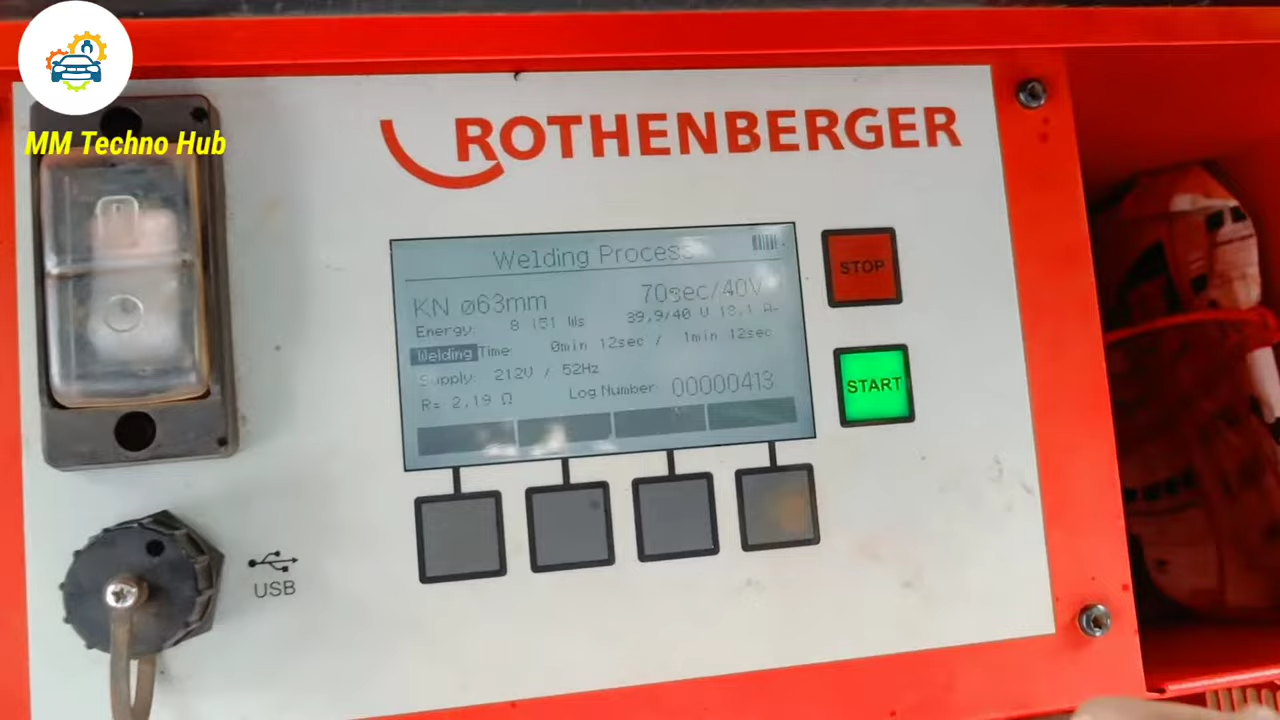 MM Techno Hub
ROTHENBERGER
Welding Process
KN ø63mm 70sec/40V
Energy: 8 151 Ws 39,9/40 V
Welding Time: 0min 12sec / 1min 12sec
Supply: 212V / 52Hz
R= 2,19 Ω Log Number 00000413
STOP
START
USB